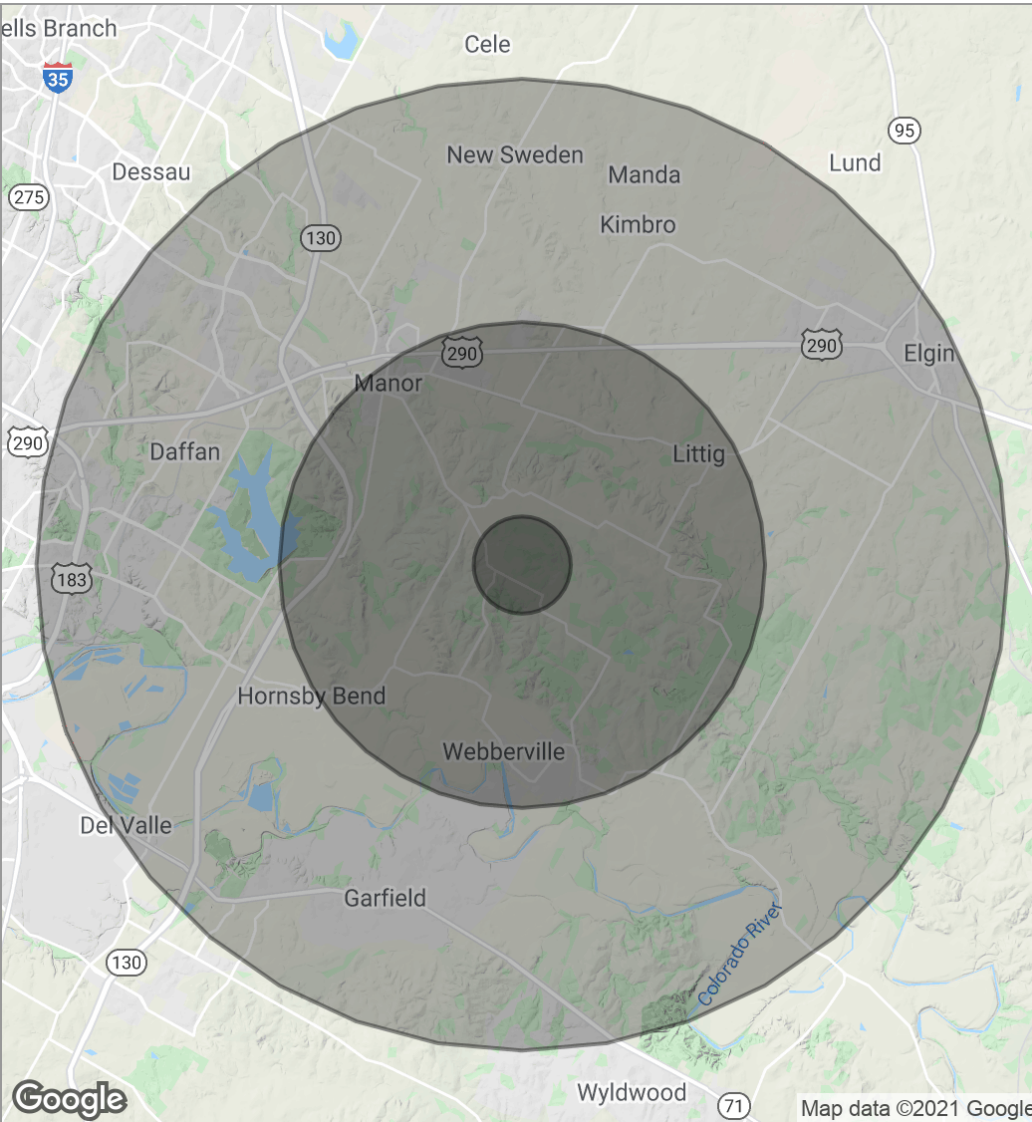 ells Branch
Cele
35
95
Dessau
New Sweden
Manda
Lund
275
Kimbro
130
290
290
Elgin
Manor
290
Daffan
Littig
183
Hornsby Bend
Webberville
Del Valle
Garfield
Colorado River
130
Wyldwood
71
Google
Map data ©2021 Google